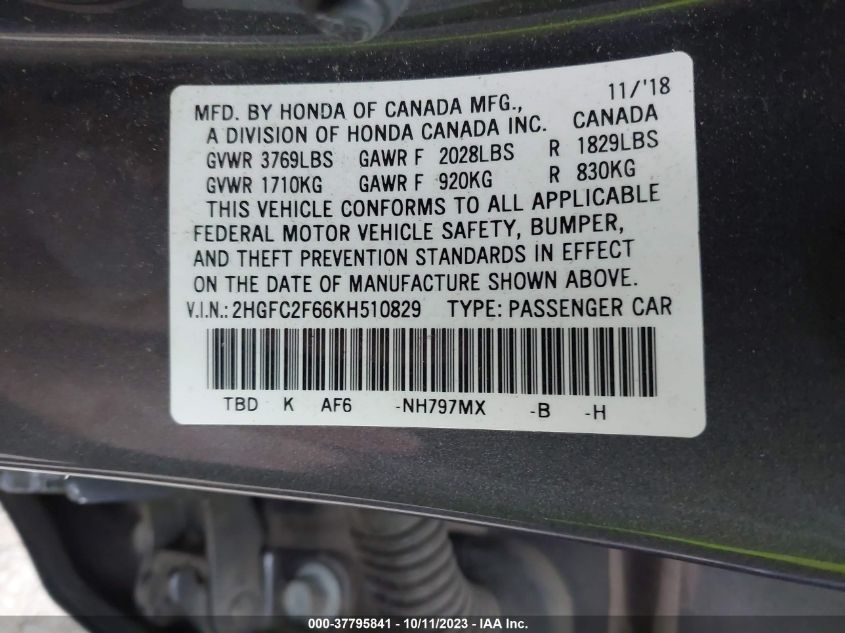 11/'18
MFD. BY HONDA OF CANADA MFG.,
A DIVISION OF HONDA CANADA INC. CANADA
GVWR 3769LBS GAWR F 2028LBS R 1829LBS
GVWR 1710KG GAWR F 920KG R 830KG
THIS VEHICLE CONFORMS TO ALL APPLICABLE
FEDERAL MOTOR VEHICLE SAFETY, BUMPER,
AND THEFT PREVENTION STANDARDS IN EFFECT
ON THE DATE OF MANUFACTURE SHOWN ABOVE.
V.I.N.: 2HGFC2F66KH510829 TYPE: PASSENGER CAR
TBD K AF6 -NH797MX -B -H
000-37795841 - 10/11/2023 - IAA Inc.